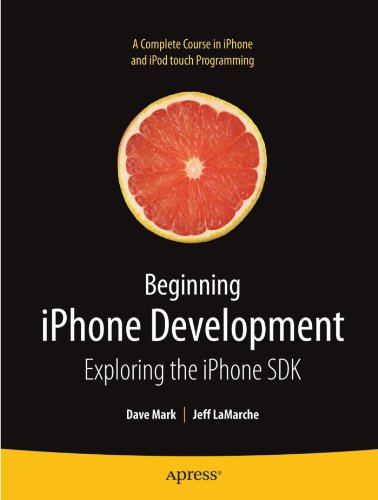 A Complete Course in iPhone
and iPod touch Programming
Beginning
iPhone Development
Exploring the iPhone SDK
Dave Mark | Jeff LaMarche
Apress®